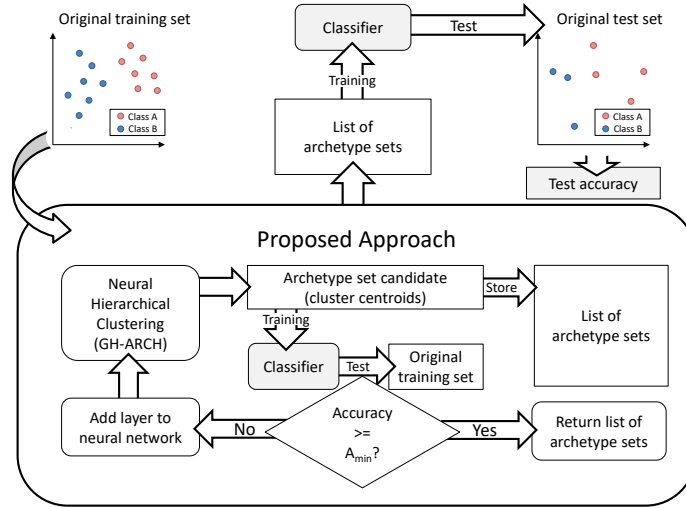 Original training set
Class A
Class B
Classifier
Test
Original test set
Class A
Class B
Training
List of
archetype sets
Test accuracy
Proposed Approach
Neural
Hierarchical
Clustering
(GH-ARCH)
Archetype set candidate
(cluster centroids)
Store
List of
archetype sets
Training
Classifier
Test
Original
training set
Add layer to
neural network
No
Accuracy
>=
Amin?
Yes
Return list of
archetype sets